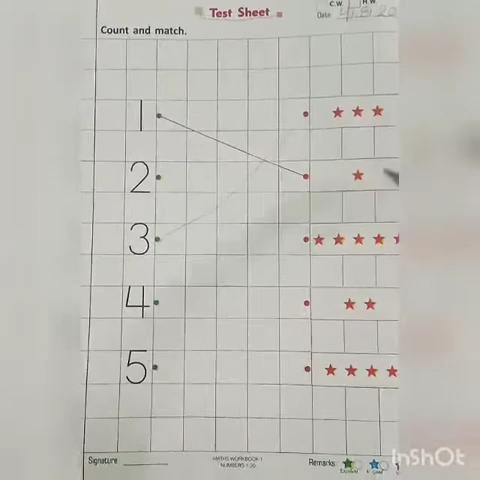 Test Sheet
C.W. H.W.
Date
Count and match.
1
2
3
4
5
Signature
MATHS WORKBOOK-1
NUMBERS 1-20
Remarks:
Excellent
InShOt